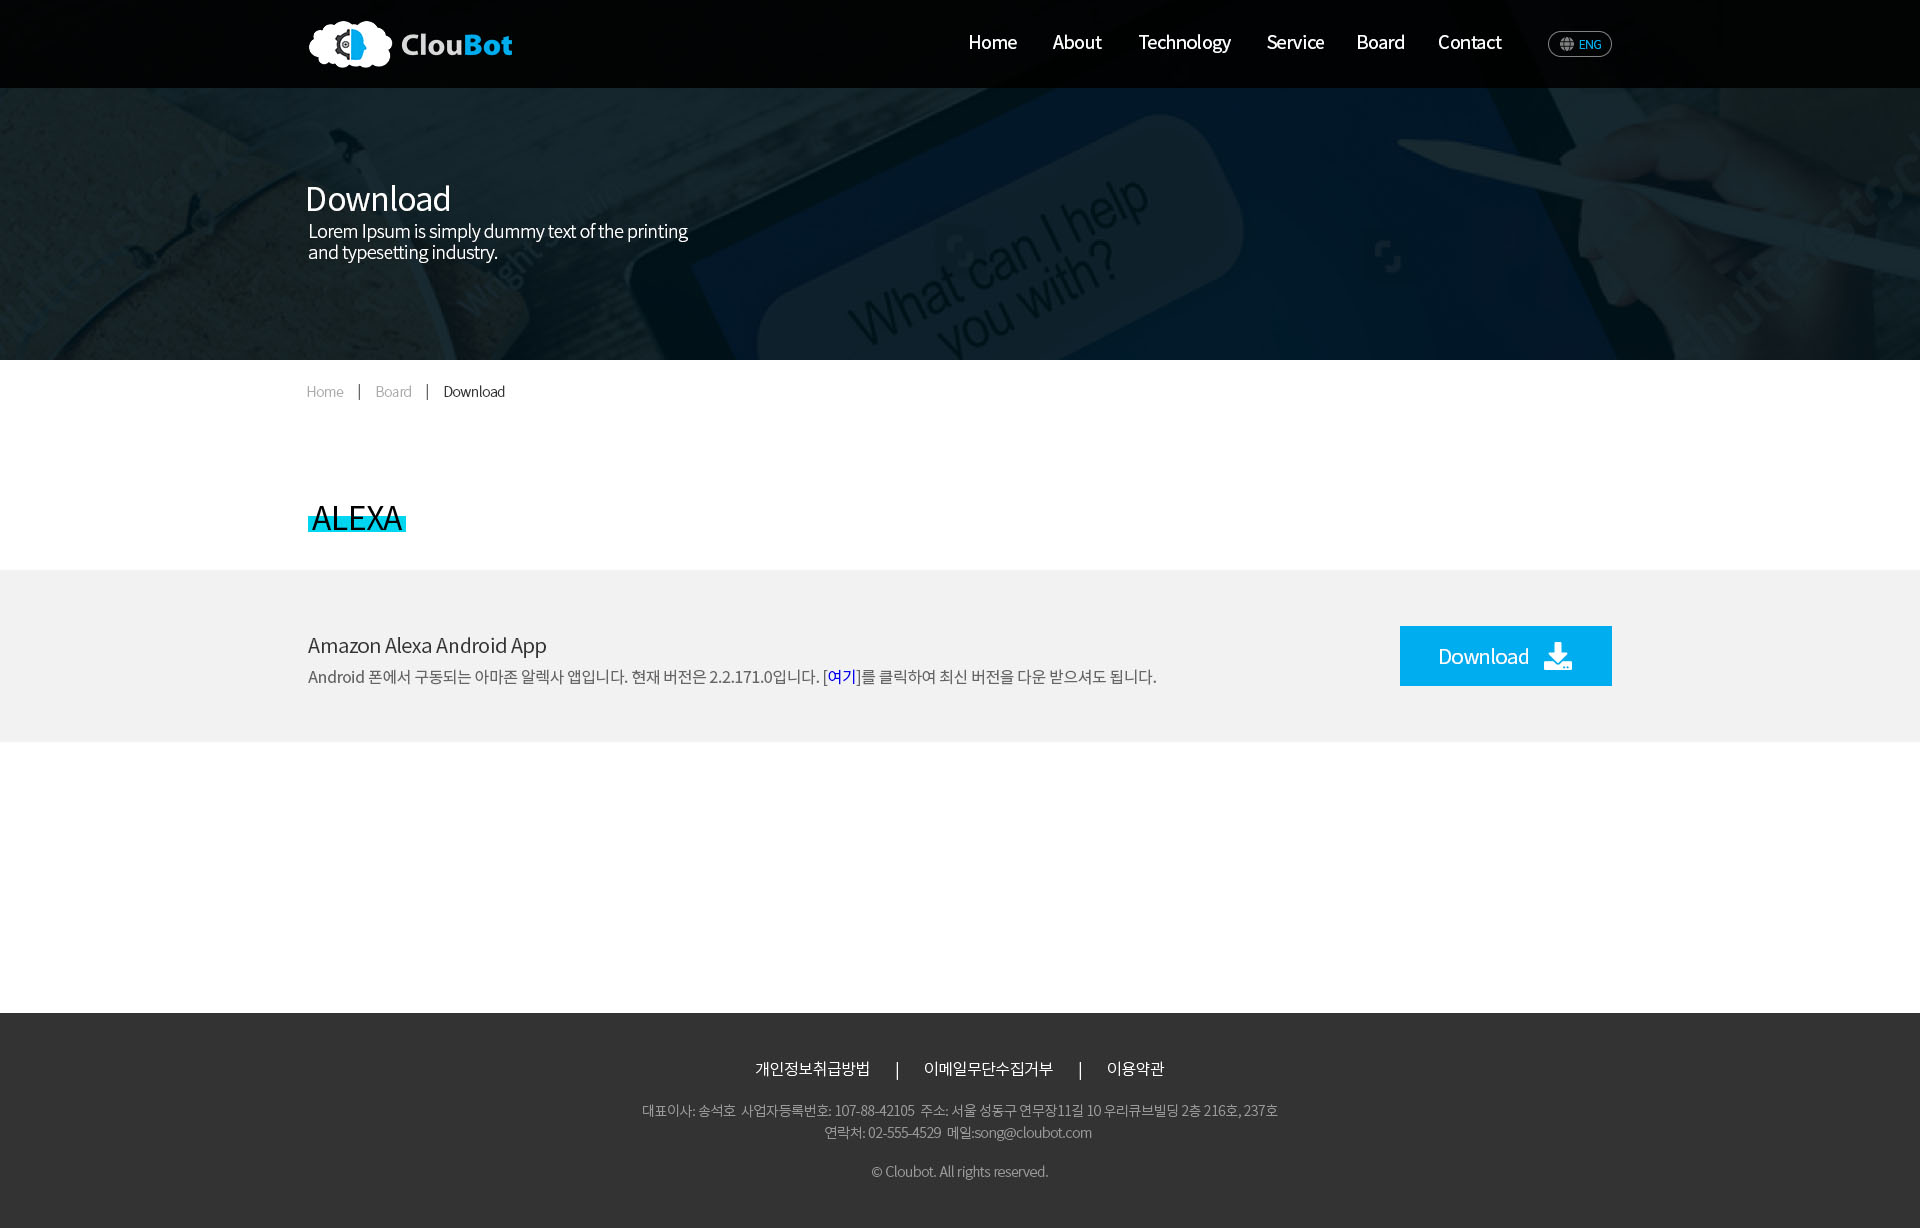 ClouBot
Home About Technology Service Board Contact ENG
What can I help
you with?
Download
Lorem Ipsum is simply dummy text of the printing
and typesetting industry.
Home | Board | Download
ALEXA
Amazon Alexa Android App
Android 폰에서 구동되는 아마존 알렉사 앱입니다. 현재 버전은 2.2.171.0입니다. [여기]를 클릭하여 최신 버전을 다운 받으셔도 됩니다.
Download
개인정보취급방법 | 이메일무단수집거부 | 이용약관
대표이사: 송석호 사업자등록번호: 107-88-42105 주소: 서울 성동구 연무장11길 10 우리큐브빌딩 2층 216호, 237호
연락처: 02-555-4529 메일:song@cloubot.com
© Cloubot. All rights reserved.